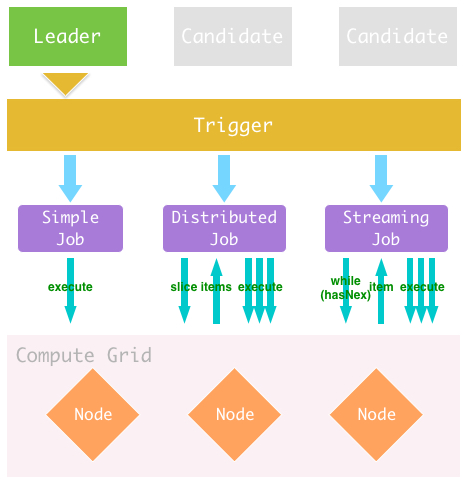 Leader
Candidate
Candidate
Trigger
Simple
Job
Distributed
Job
Streaming
Job
execute
slice
items
execute
while
(hasNex)
item
execute
Compute Grid
Node
Node
Node